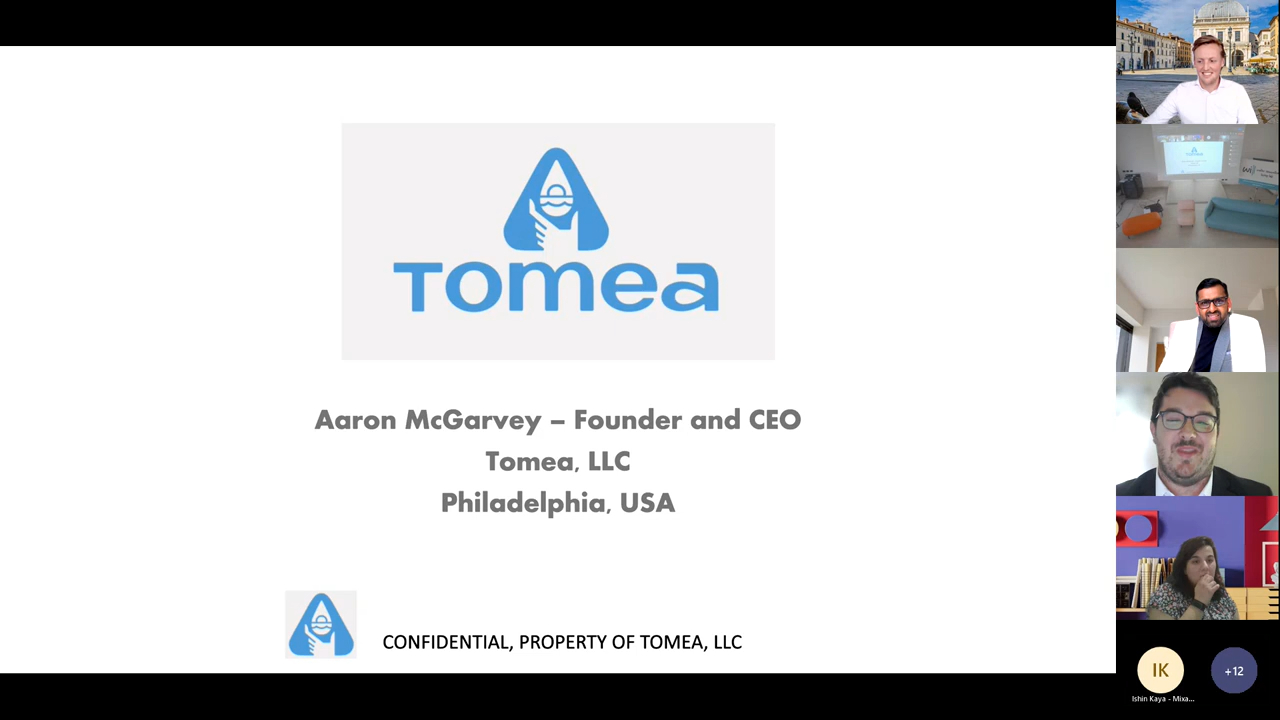 TOMEA
Aaron McGarvey – Founder and CEO
Tomea, LLC
Philadelphia, USA
CONFIDENTIAL, PROPERTY OF TOMEA, LLC
IK
+12
Ishin Kaya - Mixa...